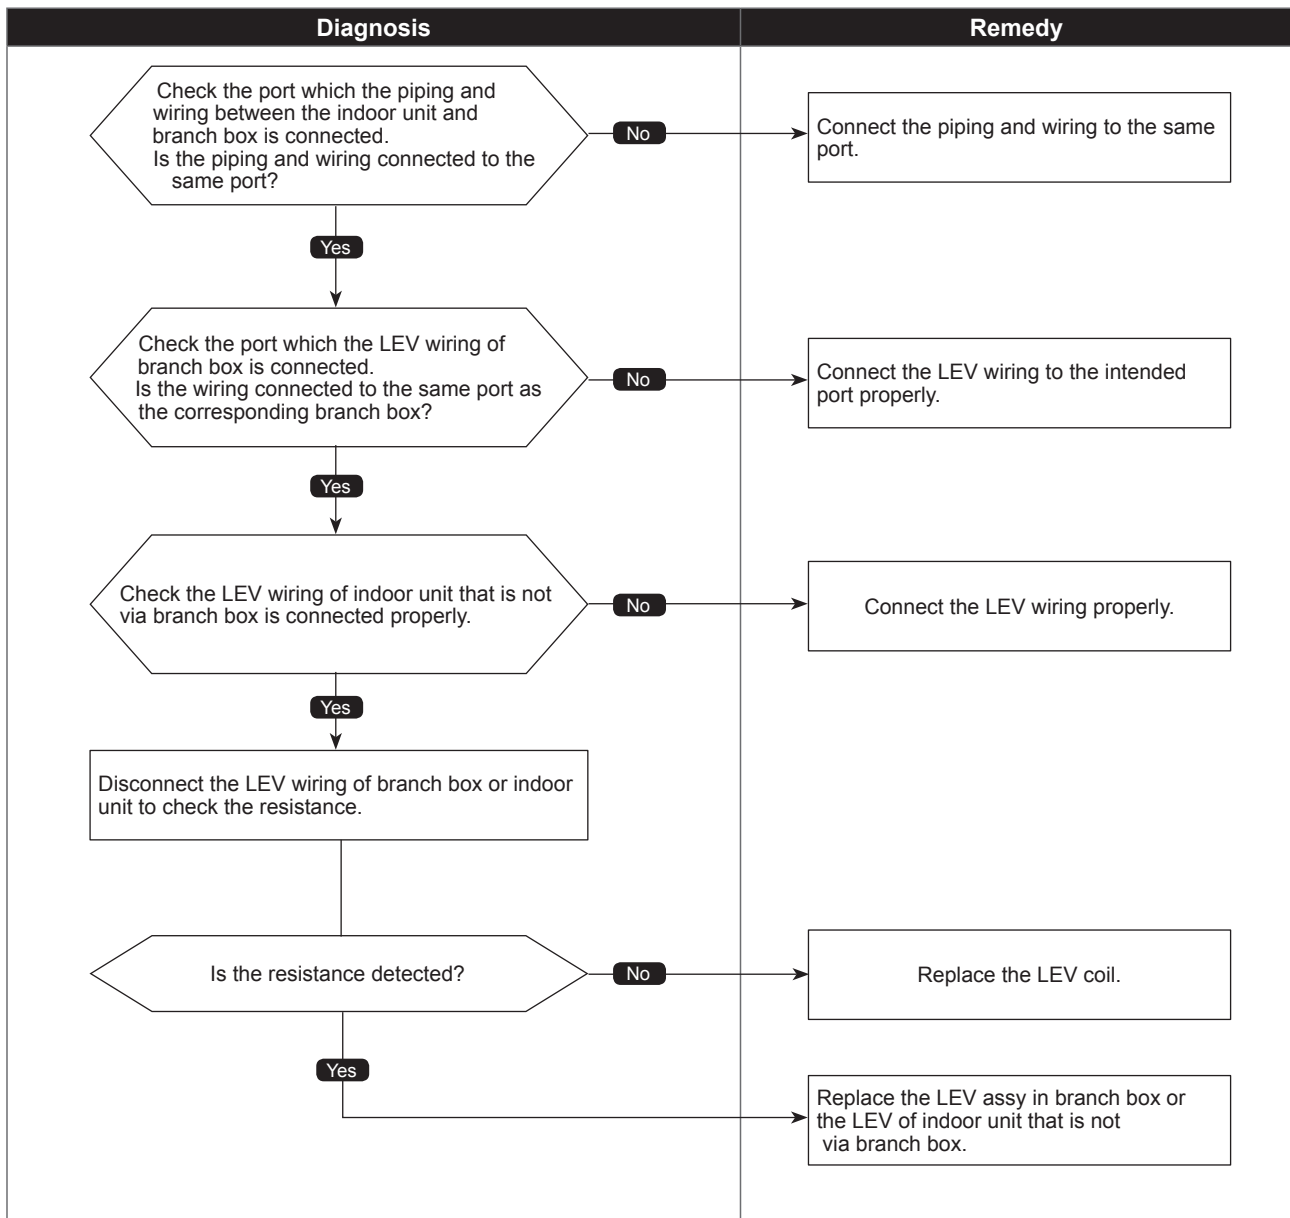 Diagnosis
Remedy
Check the port which the piping and
wiring between the indoor unit and
branch box is connected.
Is the piping and wiring connected to the
same port?
No
Connect the piping and wiring to the same
port.
Yes
Check the port which the LEV wiring of
branch box is connected.
Is the wiring connected to the same port as
the corresponding branch box?
No
Connect the LEV wiring to the intended
port properly.
Yes
Check the LEV wiring of indoor unit that is not
via branch box is connected properly.
No
Connect the LEV wiring properly.
Yes
Disconnect the LEV wiring of branch box or indoor
unit to check the resistance.
Is the resistance detected?
No
Replace the LEV coil.
Yes
Replace the LEV assy in branch box or
the LEV of indoor unit that is not
via branch box.